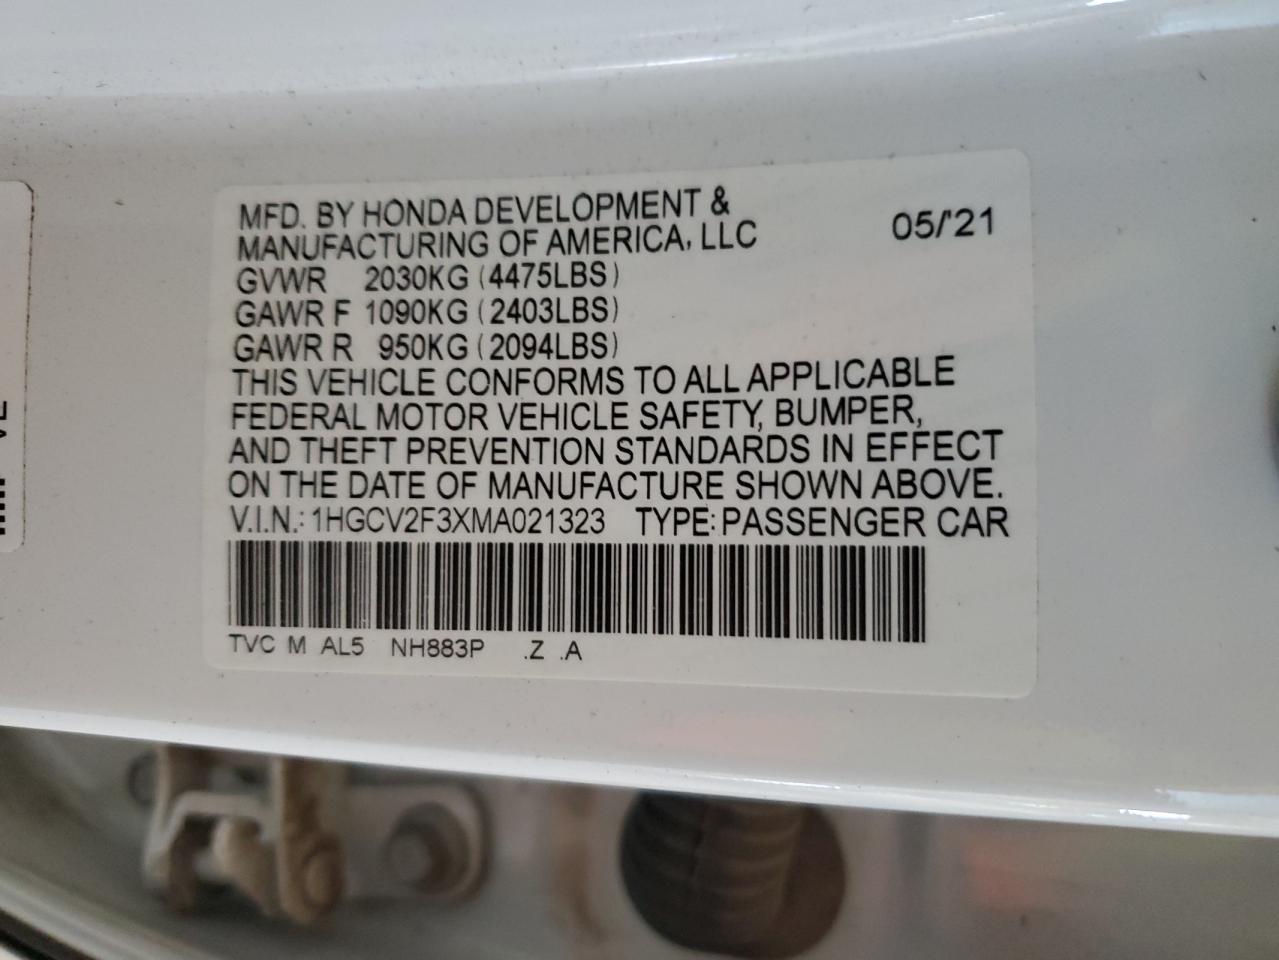 MFD. BY HONDA DEVELOPMENT &
MANUFACTURING OF AMERICA, LLC 05/'21
GVWR 2030KG (4475LBS)
GAWR F 1090KG (2403LBS)
GAWR R 950KG (2094LBS)
THIS VEHICLE CONFORMS TO ALL APPLICABLE
FEDERAL MOTOR VEHICLE SAFETY, BUMPER,
AND THEFT PREVENTION STANDARDS IN EFFECT
ON THE DATE OF MANUFACTURE SHOWN ABOVE.
V.I.N.: 1HGCV2F3XMA021323 TYPE: PASSENGER CAR
TVC M AL5 NH883P .Z .A